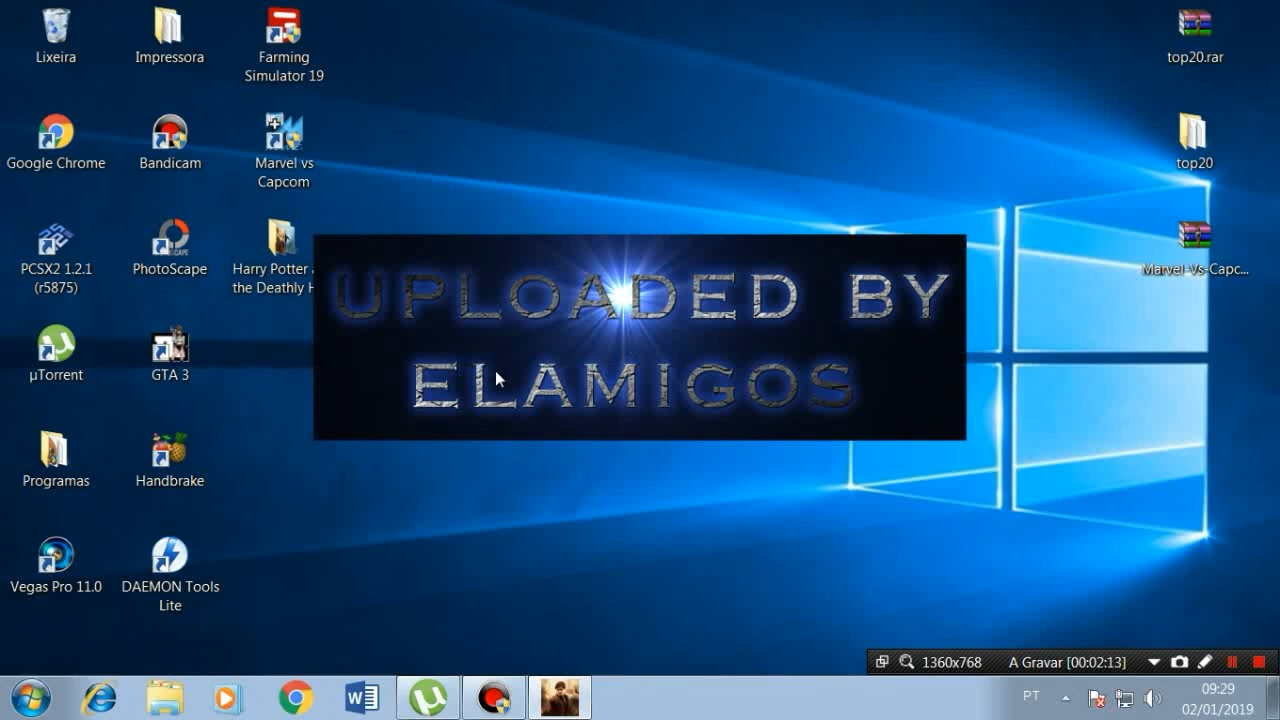 Lixeira
Impressora
Farming
Simulator 19
top20.rar
Google Chrome
Bandicam
Marvel vs
Capcom
top20
PCSX2 1.2.1
(r5875)
PhotoScape
Harry Potter
the Deathly
Marvel-Vs-Capc...
UPLOADED BY
ELAMIGOS
µTorrent
GTA 3
Programas
Handbrake
Vegas Pro 11.0
DAEMON Tools
Lite
1360x768
A Gravar [00:02:13]
PT
09:29
02/01/2019